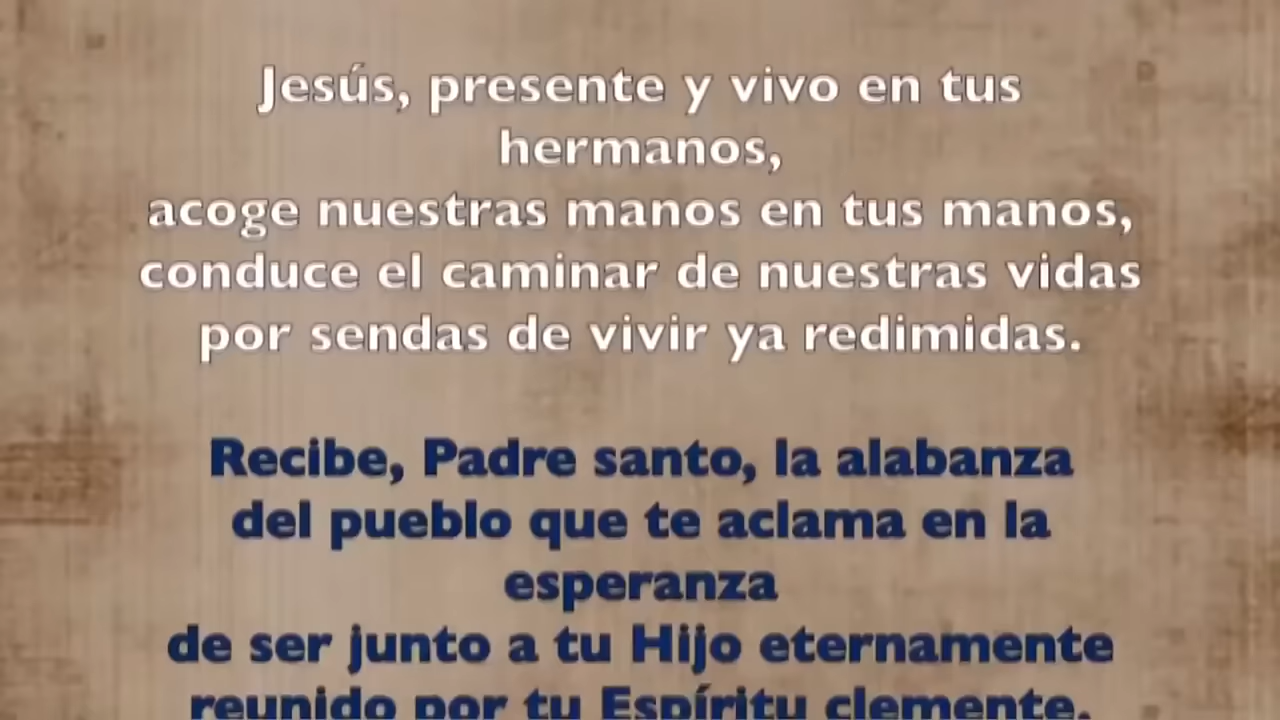 Jesús, presente y vivo en tus
hermanos,
acoge nuestras manos en tus manos,
conduce el caminar de nuestras vidas
por sendas de vivir ya redimidas.
Recibe, Padre santo, la alabanza
del pueblo que te aclama en la
esperanza
de ser junto a tu Hijo eternamente
reunido por tu Espíritu clemente.